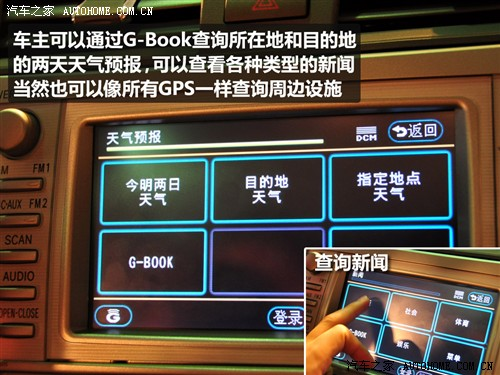 汽车之家 AUTOHOME.COM.CN
车主可以通过G-Book查询所在地和目的地
的两天天气预报，可以查看各种类型的新闻
当然也可以像所有GPS一样查询周边设施
天气预报
DCM
返回
今明两日
天气
目的地
天气
指定地点
天气
G-BOOK
G
登录
M
FM1
C·AUX
FM2
SCAN
AUDIO
OPEN·CLOSE
查询新闻
新闻
返回
社会
体育
娱乐
菜单
汽车之家 AUTOHOME.COM.CN